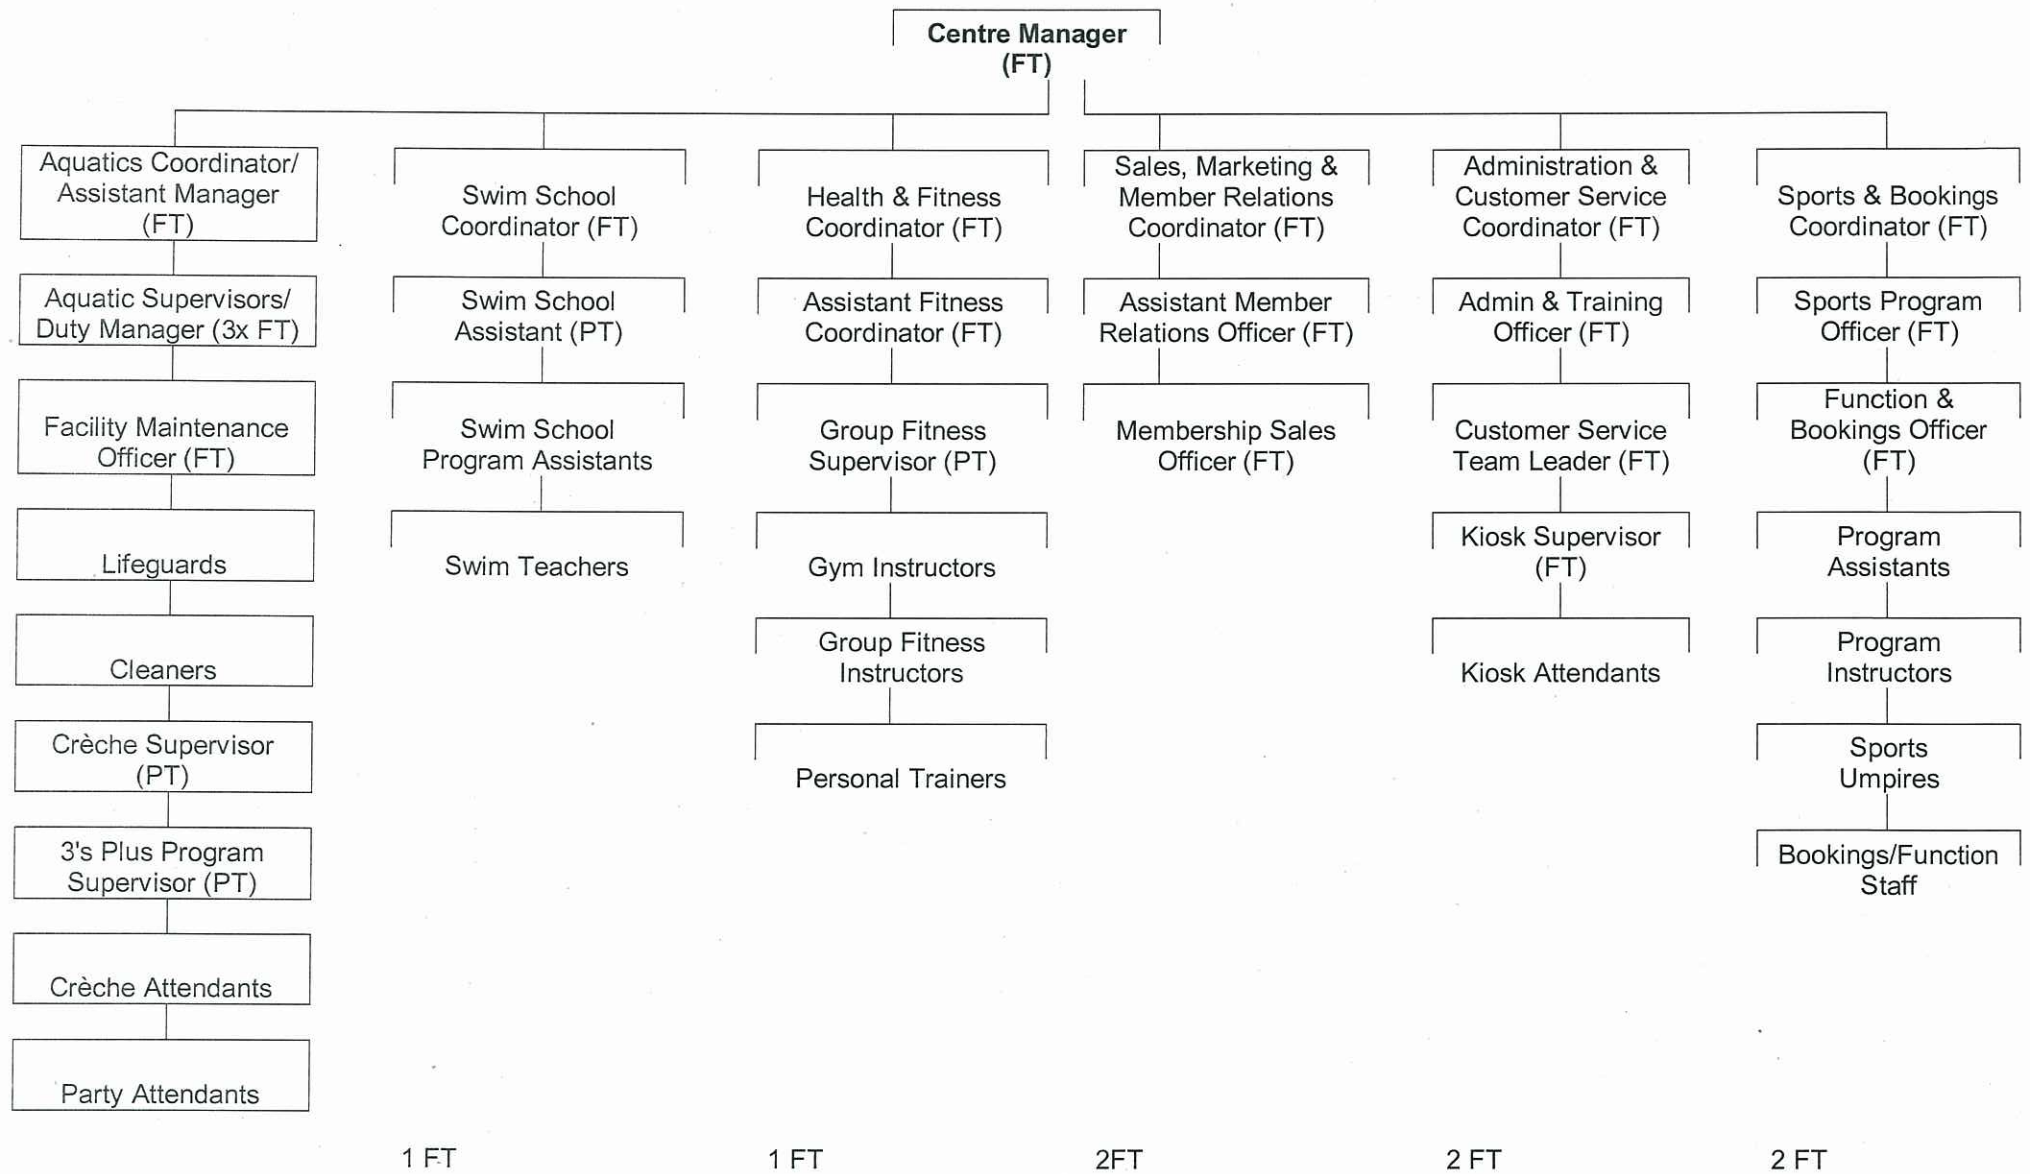 Centre Manager
(FT)
Aquatics Coordinator/
Assistant Manager
(FT)
Aquatic Supervisors/
Duty Manager (3x FT)
Facility Maintenance
Officer (FT)
Lifeguards
Cleaners
Crèche Supervisor
(PT)
3's Plus Program
Supervisor (PT)
Crèche Attendants
Party Attendants
Swim School
Coordinator (FT)
Swim School
Assistant (PT)
Swim School
Program Assistants
Swim Teachers
1 FT
Health & Fitness
Coordinator (FT)
Assistant Fitness
Coordinator (FT)
Group Fitness
Supervisor (PT)
Gym Instructors
Group Fitness
Instructors
Personal Trainers
1 FT
Sales, Marketing &
Member Relations
Coordinator (FT)
Assistant Member
Relations Officer (FT)
Membership Sales
Officer (FT)
2FT
Administration &
Customer Service
Coordinator (FT)
Admin & Training
Officer (FT)
Customer Service
Team Leader (FT)
Kiosk Supervisor
(FT)
Kiosk Attendants
2 FT
Sports & Bookings
Coordinator (FT)
Sports Program
Officer (FT)
Function &
Bookings Officer
(FT)
Program
Assistants
Program
Instructors
Sports
Umpires
Bookings/Function
Staff
2 FT